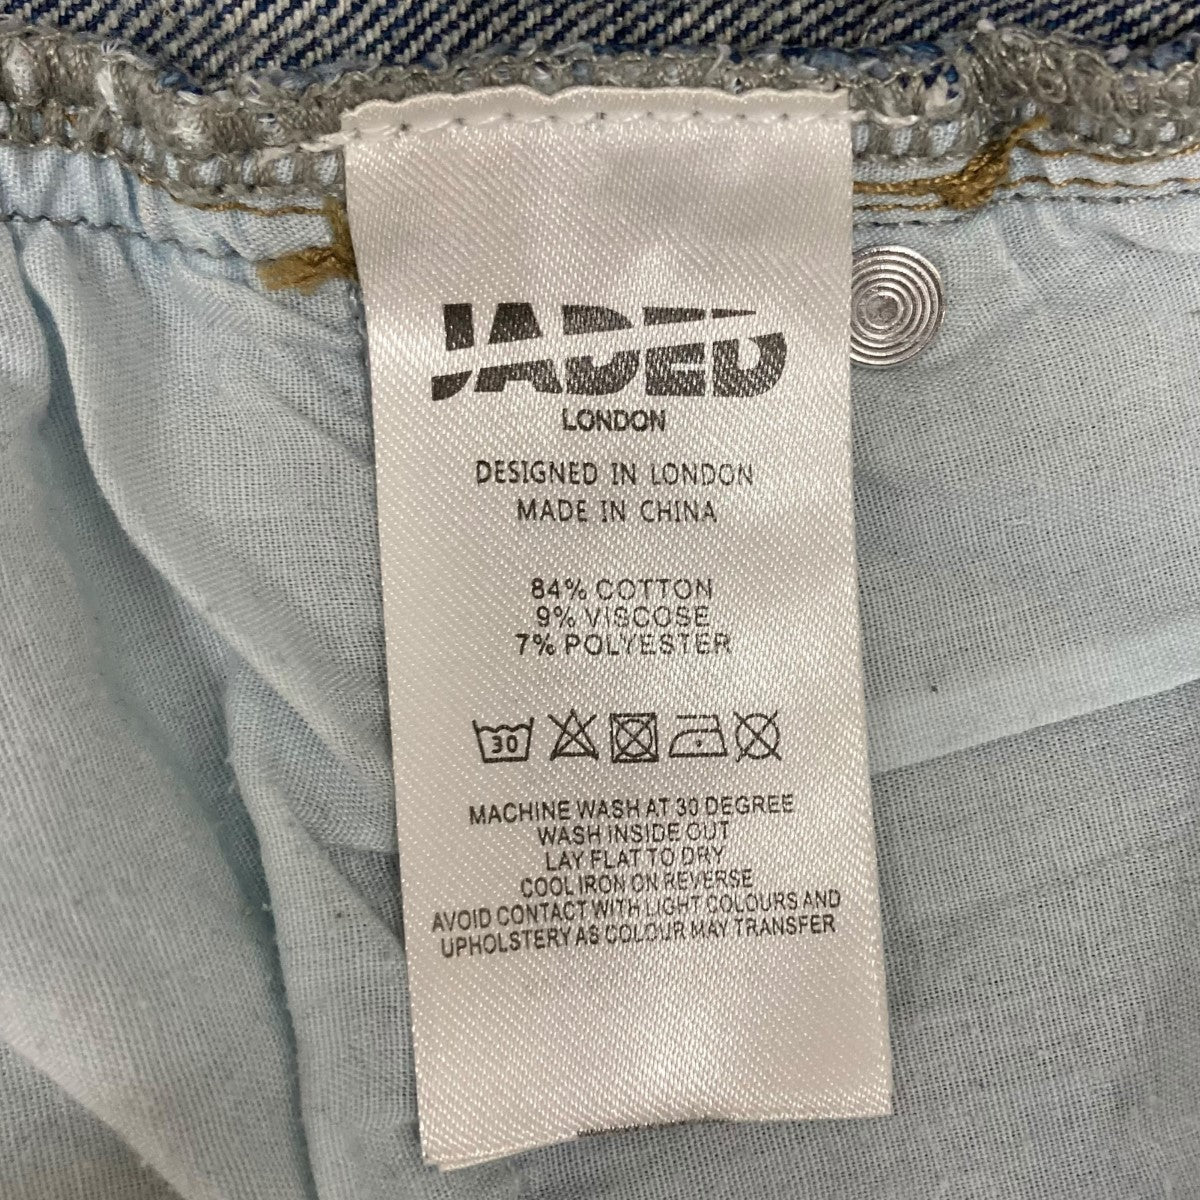 JADED
LONDON
DESIGNED IN LONDON
MADE IN CHINA
84% COTTON
9% VISCOSE
7% POLYESTER
30
MACHINE WASH AT 30 DEGREE
WASH INSIDE OUT
LAY FLAT TO DRY
COOL IRON ON REVERSE
AVOID CONTACT WITH LIGHT COLOURS AND
UPHOLSTERY AS COLOUR MAY TRANSFER